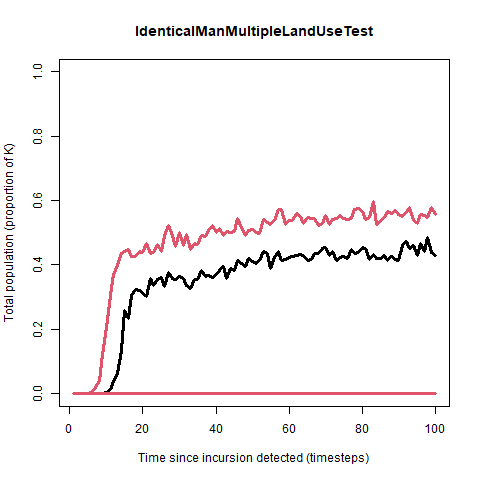 IdenticalManMultipleLandUseTest
Total population (proportion of K)
1.0
0.8
0.6
0.4
0.2
0.0
0 20 40 60 80 100
Time since incursion detected (timesteps)